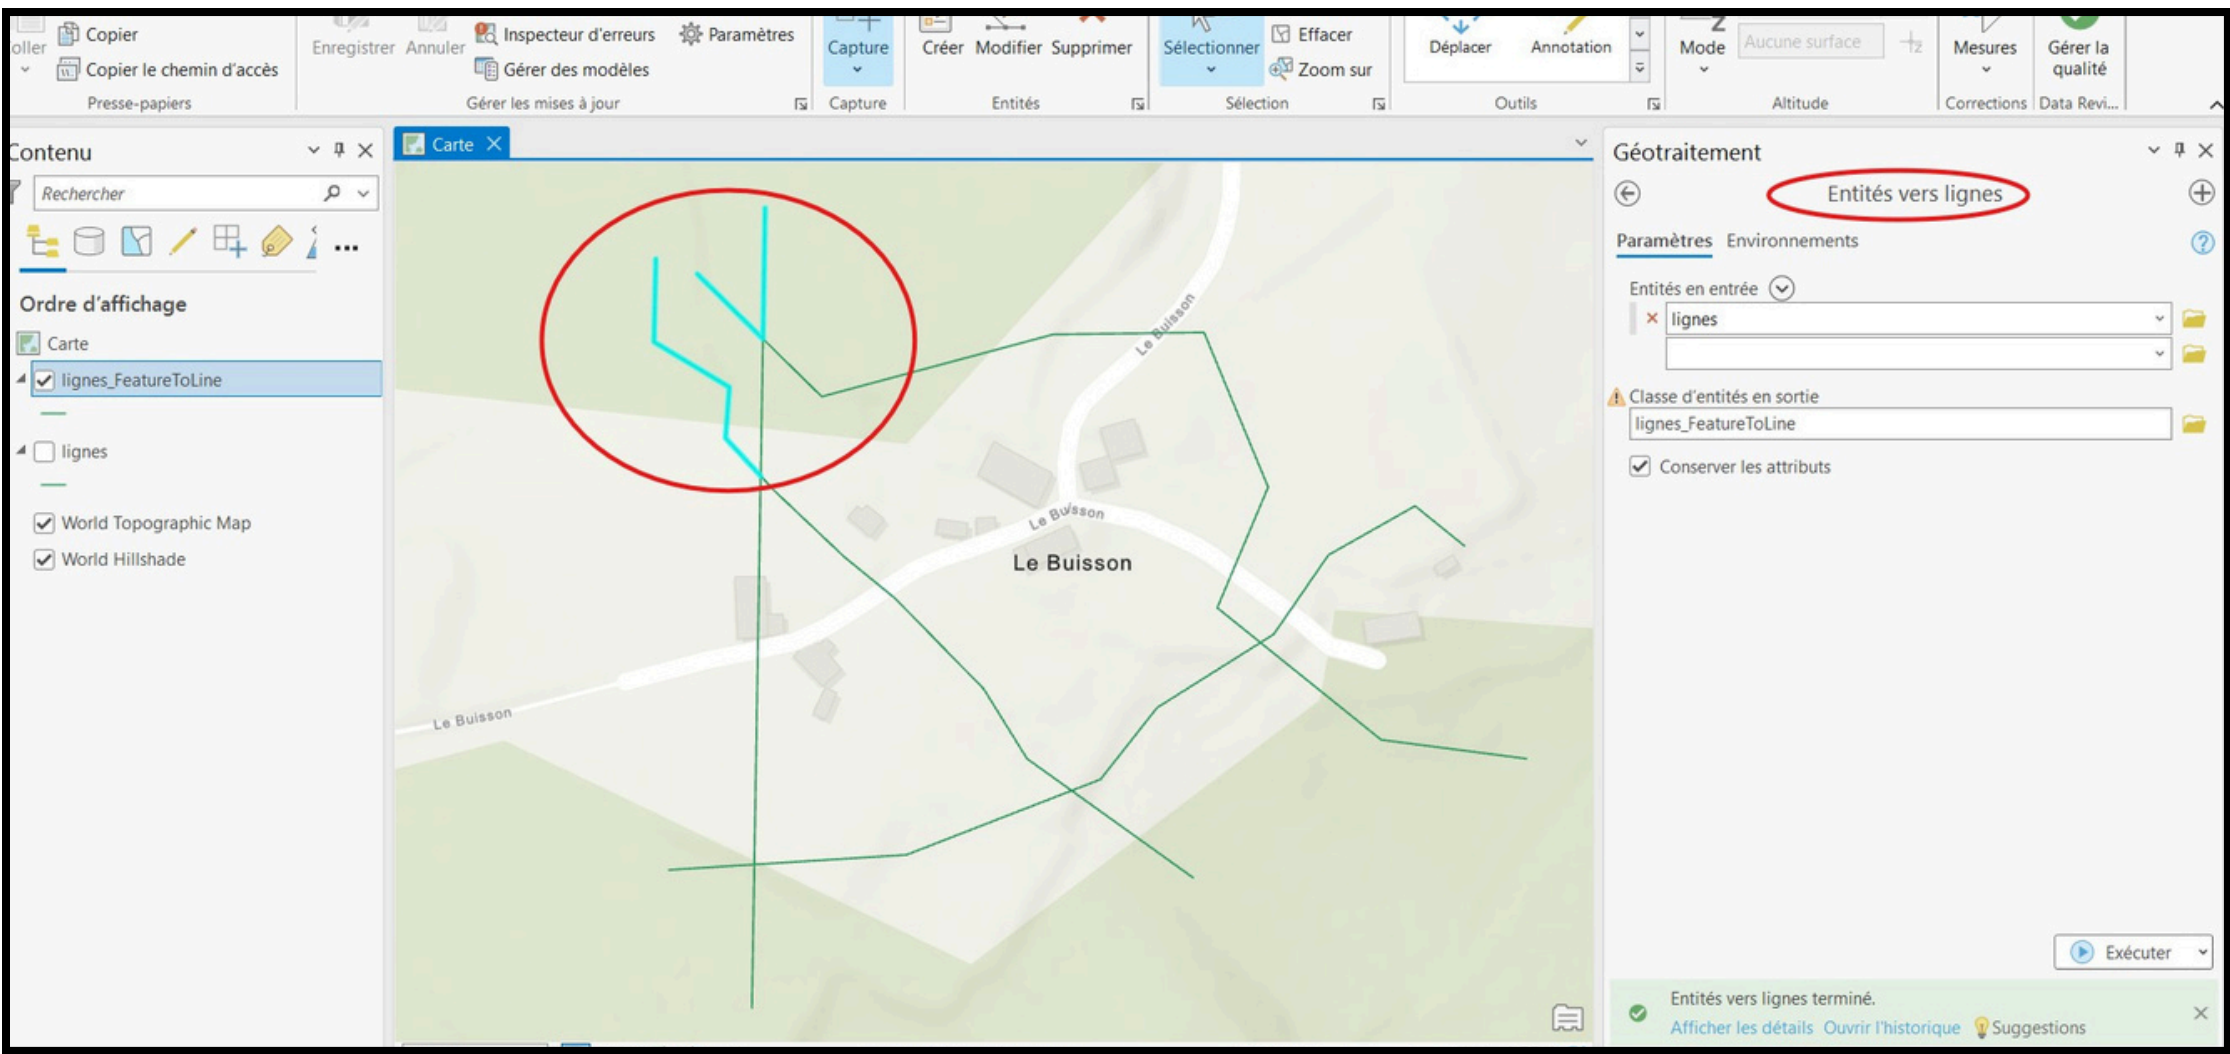 Copier
oller
Copier le chemin d'accès
Presse-papiers
Enregistrer Annuler
Inspecteur d'erreurs
Paramètres
Gérer des modèles
Gérer les mises à jour
Capture
Capture
Créer Modifier Supprimer
Entités
Sélectionner
Effacer
Zoom sur
Sélection
Déplacer
Annotation
Outils
Mode
Aucune surface
Altitude
Mesures
Corrections
Gérer la
qualité
Data Revi...
Contenu
Rechercher
Ordre d'affichage
Carte
lignes_FeatureToLine
lignes
World Topographic Map
World Hillshade
Carte
Le Buisson
Le Buisson
Le Buisson
Le Buisson
Géotraitement
Entités vers lignes
Paramètres Environnements
Entités en entrée
lignes
Classe d'entités en sortie
lignes_FeatureToLine
Conserver les attributs
Exécuter
Entités vers lignes terminé.
Afficher les détails Ouvrir l'historique Suggestions